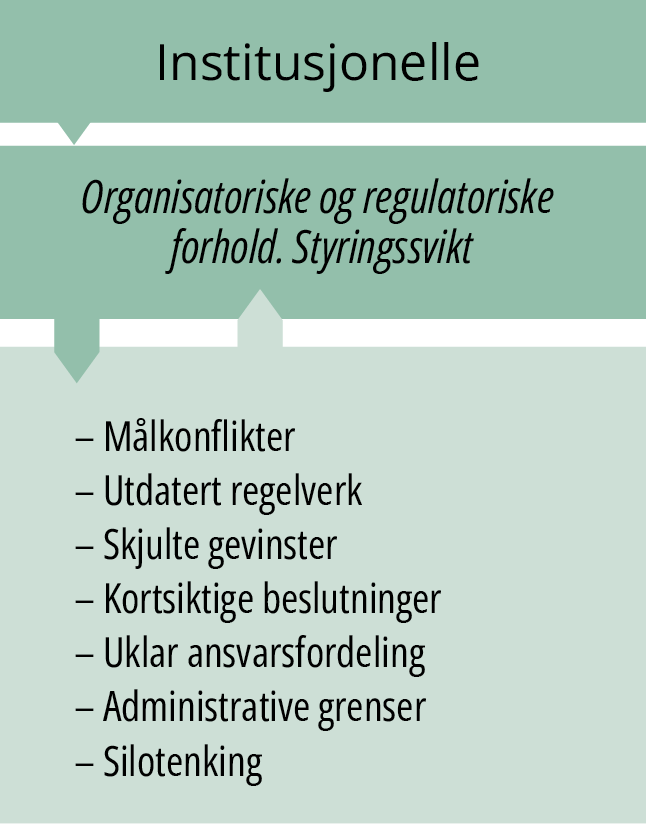 Institusjonelle
Organisatoriske og regulatoriske
forhold. Styringssvikt
– Målkonflikter
– Utdatert regelverk
– Skjulte gevinster
– Kortsiktige beslutninger
– Uklar ansvarsfordeling
– Administrative grenser
– Silotenking